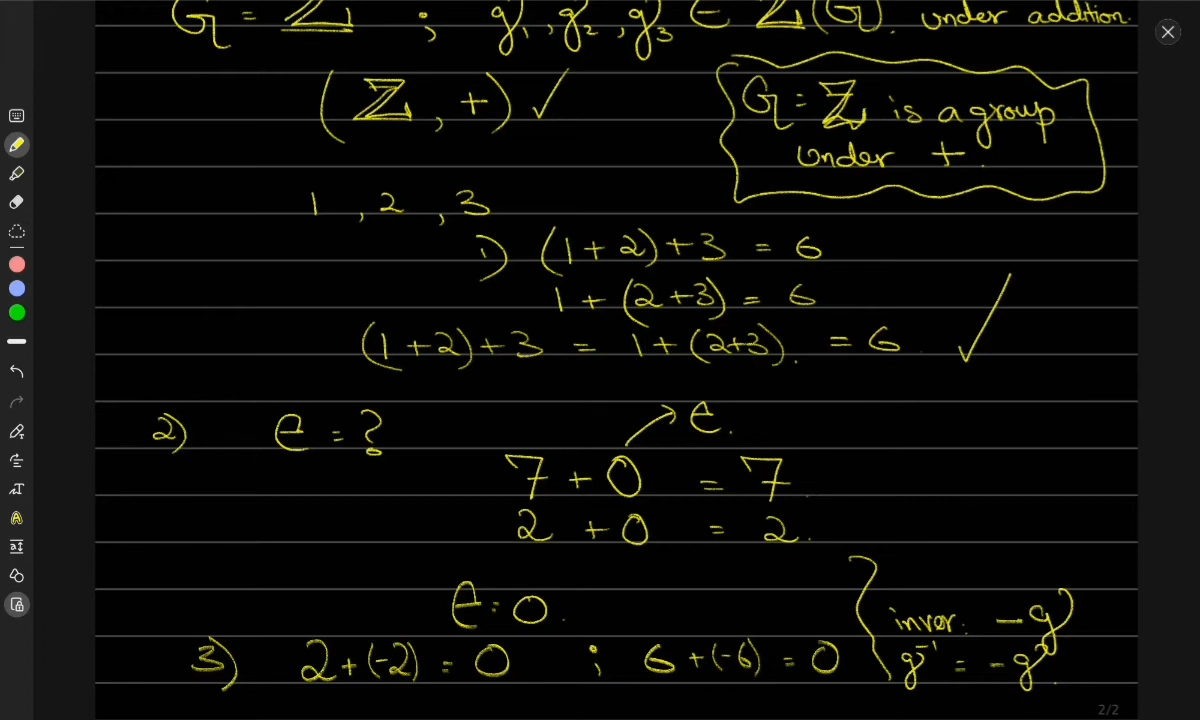 G = ℤ ; g₁, g₂, g₃ ∈ ℤ(G). under addition.
(ℤ, +) ✓
G = ℤ is a group
under +.
1, 2, 3
1) (1+2)+3 = 6
1+(2+3) = 6
(1+2)+3 = 1+(2+3). = 6 ✓
2) e = ?
e.
7 + 0 = 7
2 + 0 = 2.
e = 0.
inver: -g
3) 2+(-2) = 0 ; 6+(-6) = 0
g⁻¹ = -g
2/2